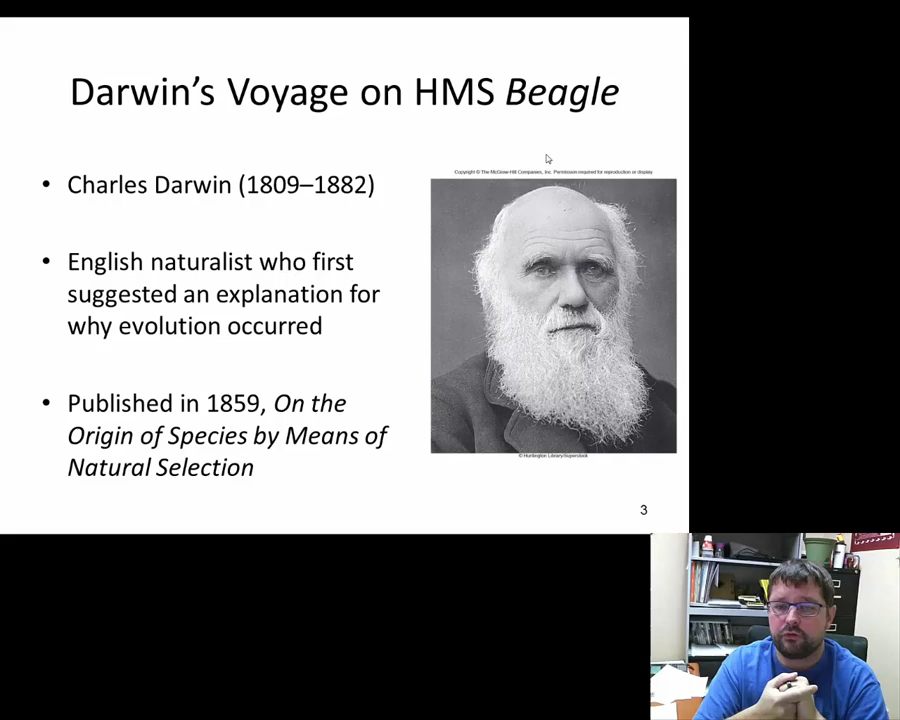 Darwin’s Voyage on HMS Beagle
• Charles Darwin (1809–1882)
• English naturalist who first
suggested an explanation for
why evolution occurred
• Published in 1859, On the
Origin of Species by Means of
Natural Selection
Copyright © The McGraw-Hill Companies, Inc. Permission required for reproduction or display.
© Huntington Library/Superstock
3